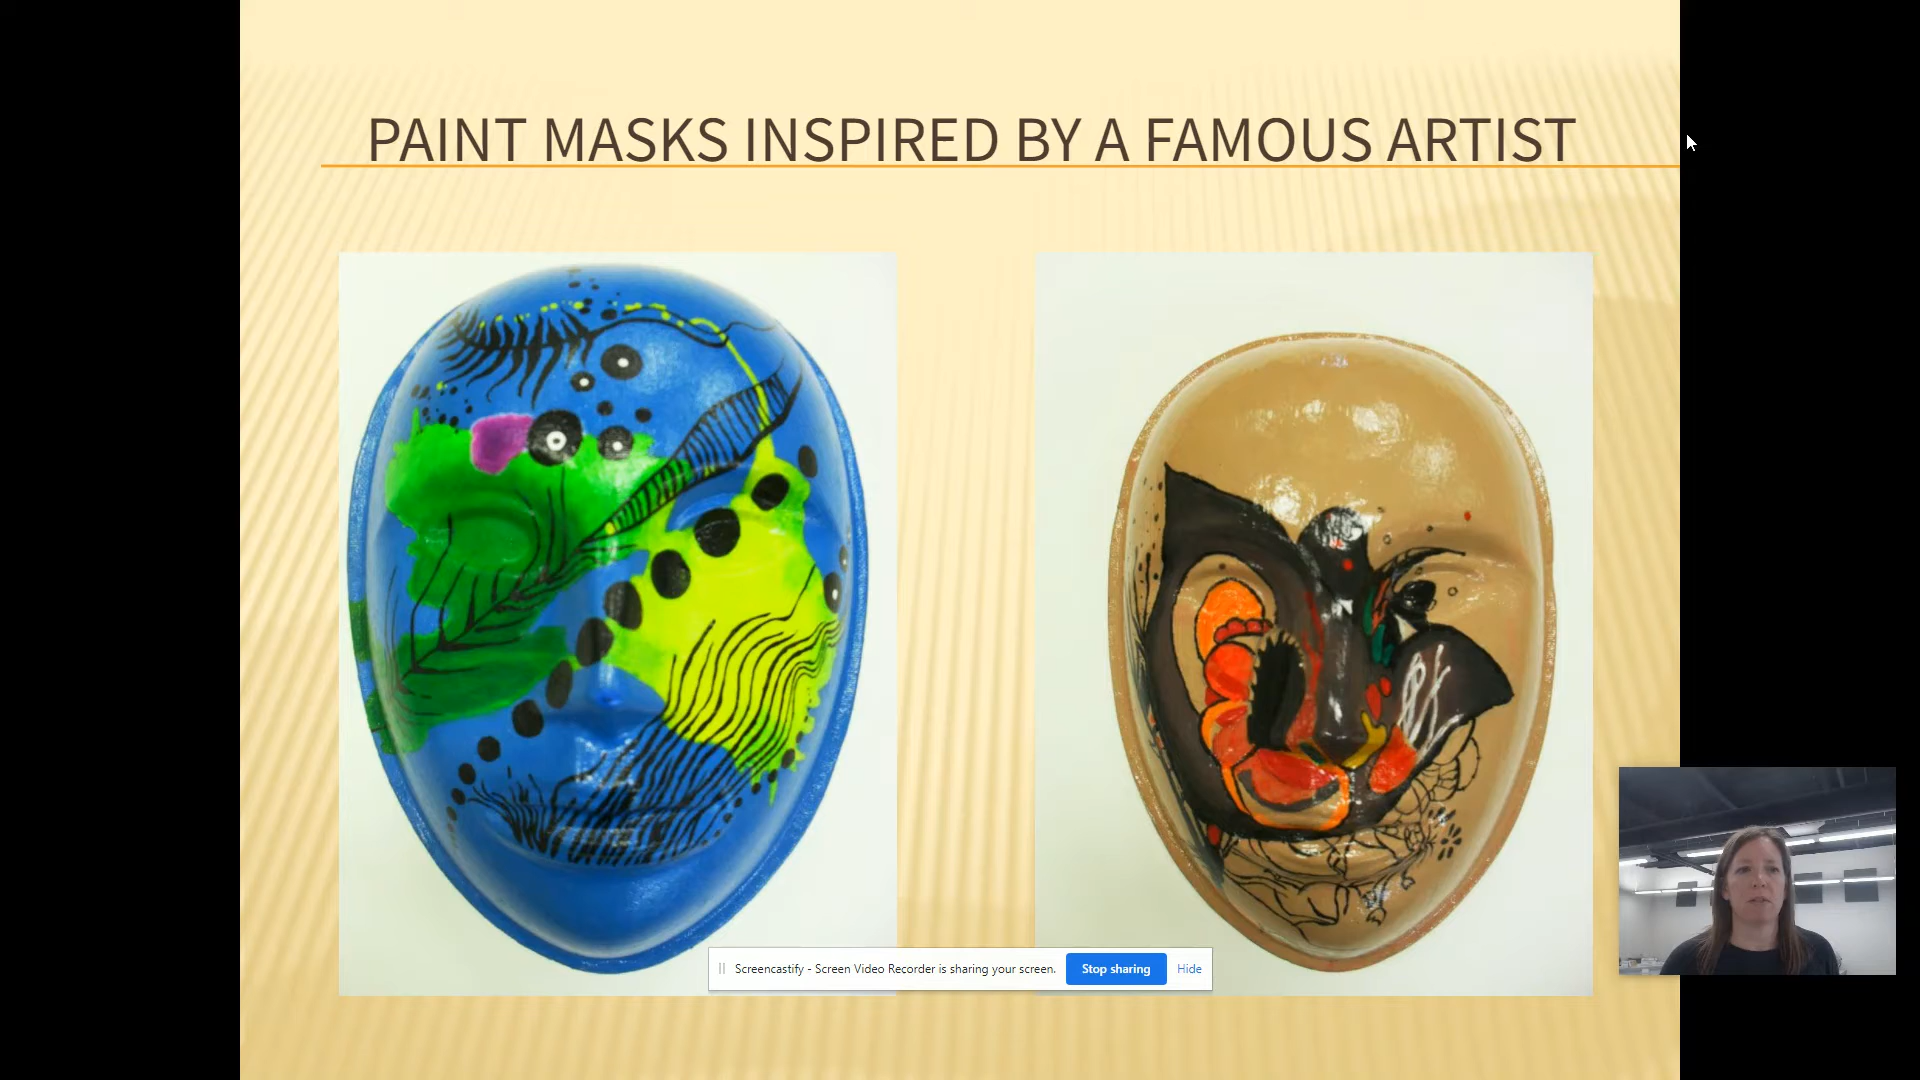 PAINT MASKS INSPIRED BY A FAMOUS ARTIST
Screencastify - Screen Video Recorder is sharing your screen. Stop sharing Hide